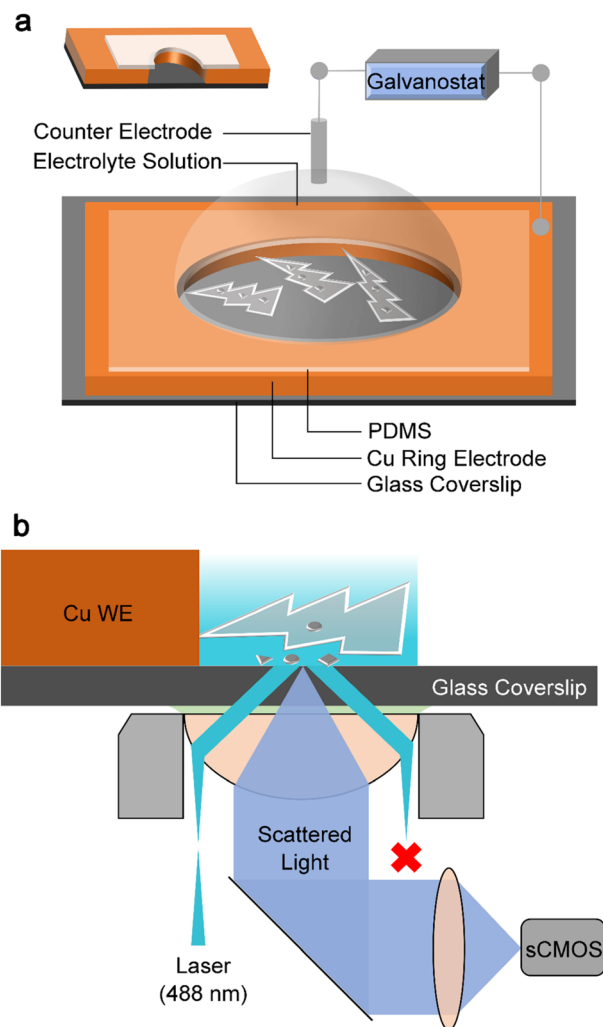 a
Galvanostat
Counter Electrode
Electrolyte Solution
PDMS
Cu Ring Electrode
Glass Coverslip
b
Cu WE
Glass Coverslip
Scattered
Light
sCMOS
Laser
(488 nm)